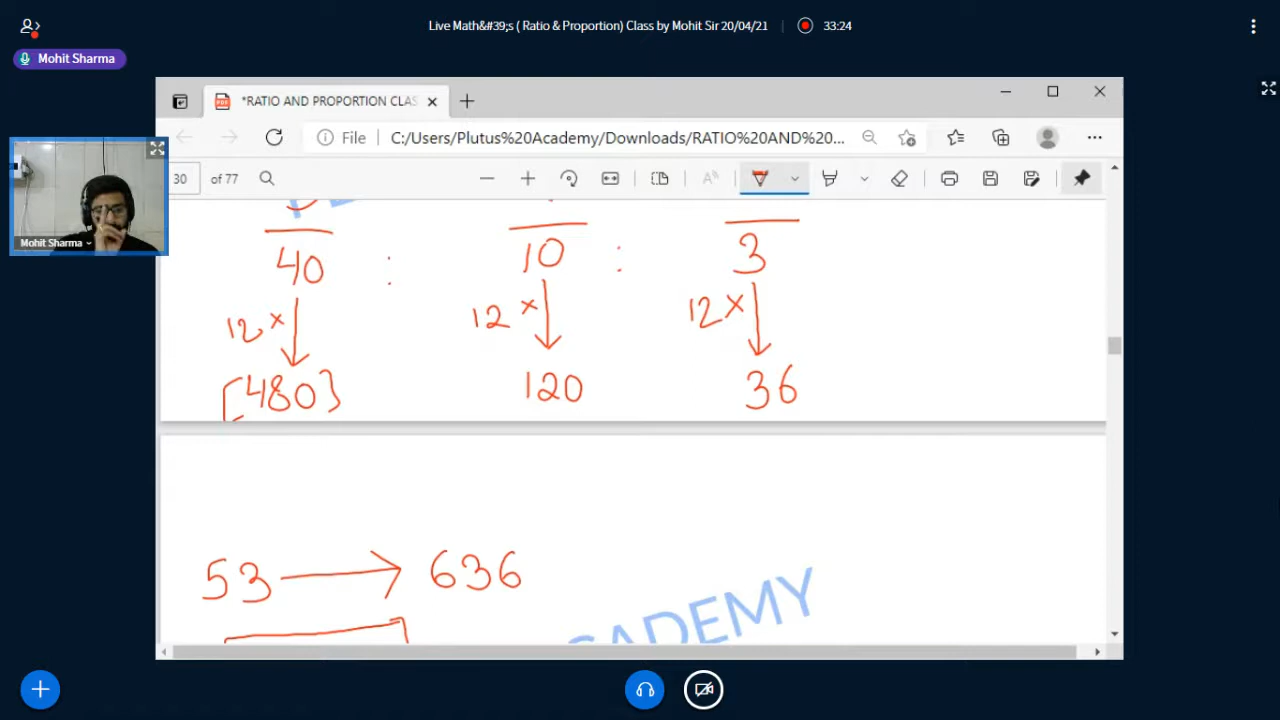 Live Math&#39;s ( Ratio & Proportion) Class by Mohit Sir 20/04/21
33:24
Mohit Sharma
*RATIO AND PROPORTION CLAS
File C:/Users/Plutus%20Academy/Downloads/RATIO%20AND%20...
30 of 77
Mohit Sharma
40 : 10 : 3
12 × 12 × 12 ×
[480] 120 36
53 → 636
CADEMY